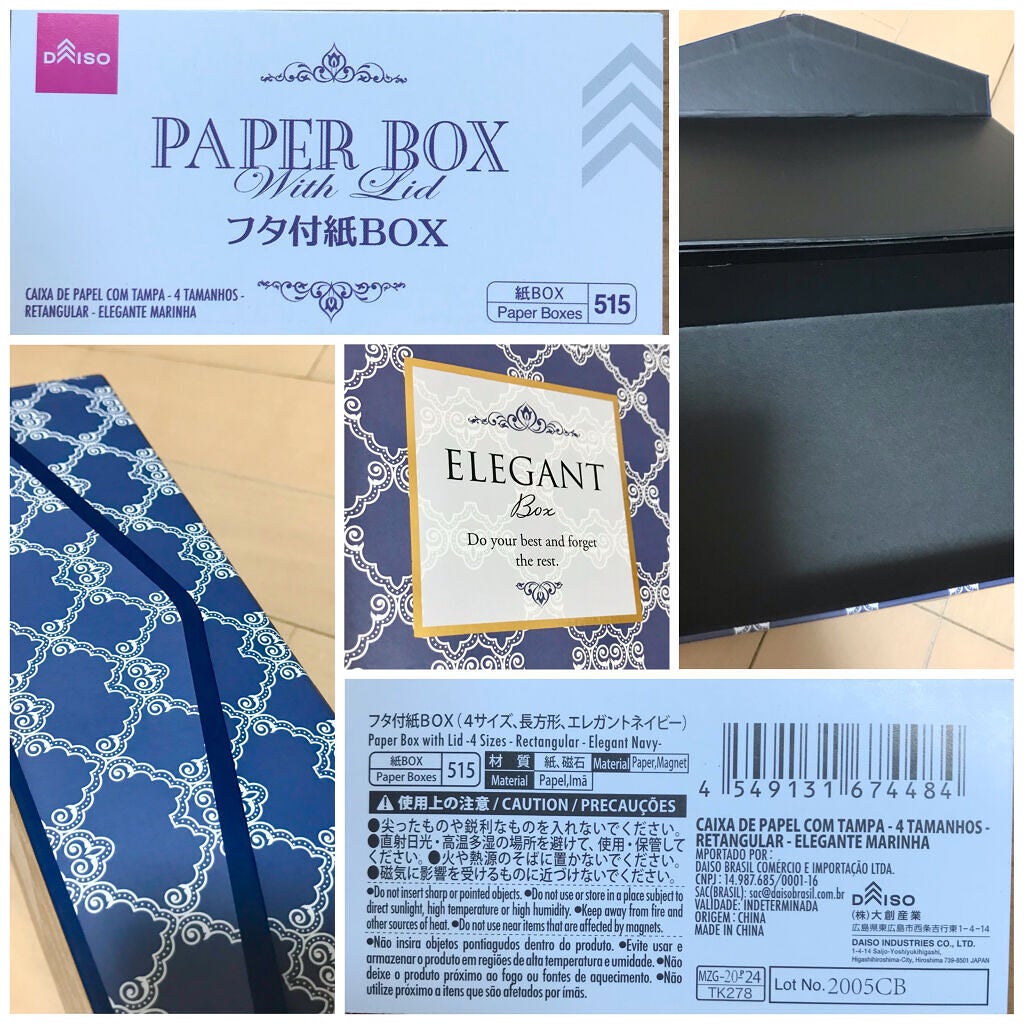 DAISO
PAPER BOX
With Lid
フタ付紙BOX
CAIXA DE PAPEL COM TAMPA - 4 TAMANHOS -
RETANGULAR - ELEGANTE MARINHA
紙BOX
Paper Boxes
515
ELEGANT
Box
Do your best and forget
the rest.
フタ付紙BOX(4サイズ、長方形、エレガントネイビー)
Paper Box with Lid -4 Sizes - Rectangular - Elegant Navy-
紙BOX
Paper Boxes
515
材質 紙、磁石 Material Paper,Magnet
Material Papel,Imã
使用上の注意 / CAUTION / PRECAUÇÕES
●尖ったものや鋭利なものを入れないでください。
●直射日光・高温多湿の場所を避けて、使用・保管して
ください。●火や熱源のそばに置かないでください。
●磁気に影響を受けるものに近づけないでください。
●Do not insert sharp or pointed objects. ●Do not use or store in a place subject to
direct sunlight, high temperature or high humidity. ●Keep away from fire and
other sources of heat. ●Do not use near items that are affected by magnets.
●Não insira objetos pontiagudos dentro do produto. ●Evite usar e
armazenar o produto em regiões de alta temperatura e umidade. ●Não
deixe o produto próximo ao fogo ou fontes de aquecimento. ●Não
utilize próximo a itens que são afetados por ímãs.
4 549131 674484
CAIXA DE PAPEL COM TAMPA - 4 TAMANHOS -
RETANGULAR - ELEGANTE MARINHA
IMPORTADO POR :
DAISO BRASIL COMÉRCIO E IMPORTAÇÃO LTDA.
CNPJ : 14.987.685/0001-16
SAC(BRASIL): sac@daisobrasil.com.br
VALIDADE: INDETERMINADA
ORIGEM : CHINA
MADE IN CHINA
DAISO
(株)大創産業
広島県東広島市西条吉行東1-4-14
DAISO INDUSTRIES CO., LTD.
1-4-14 Saijo-Yoshiyukihigashi,
Higashihiroshima-City, Hiroshima 739-8501 JAPAN
TK278
Lot No. 2005CB